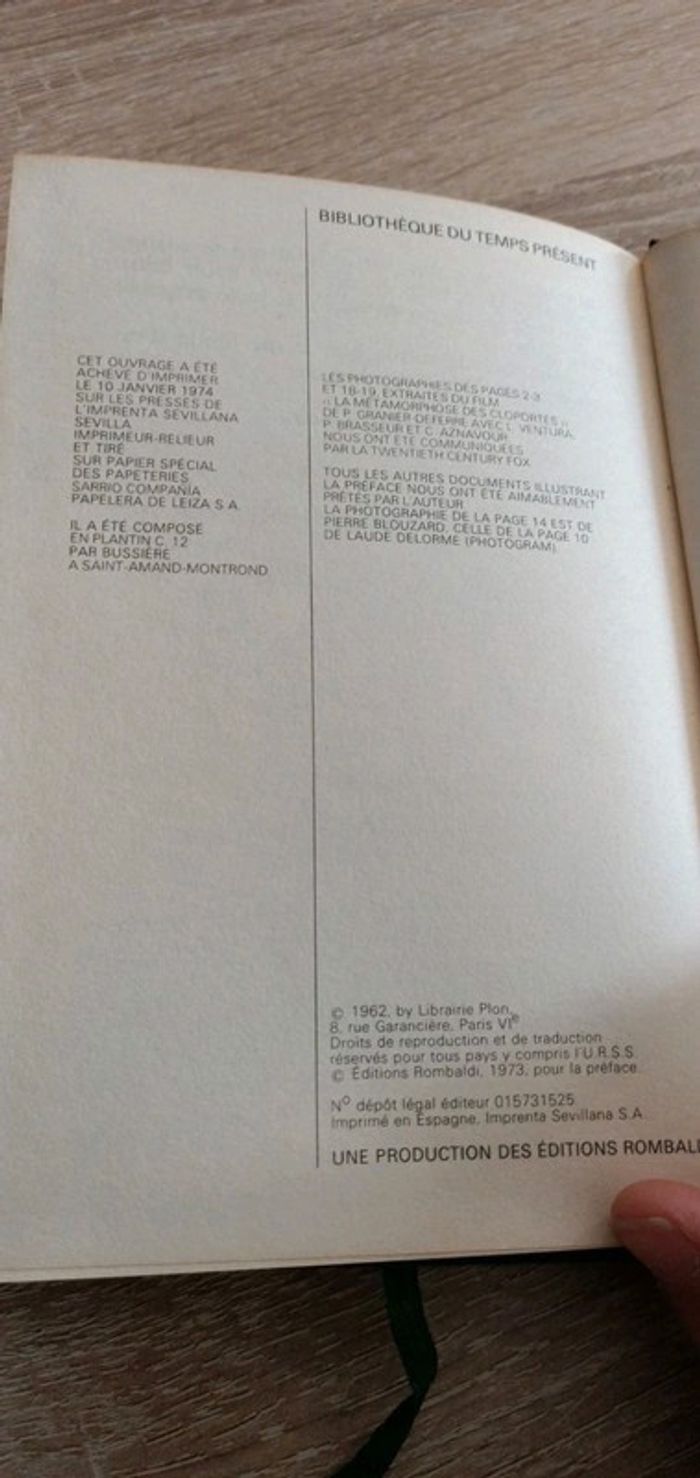 BIBLIOTHÈQUE DU TEMPS PRÉSENT
CET OUVRAGE A ÉTÉ
ACHEVÉ D'IMPRIMER
LE 10 JANVIER 1974
SUR LES PRESSES DE
L'IMPRENTA SEVILLANA
SEVILLA
IMPRIMEUR-RELIEUR
ET TIRÉ
SUR PAPIER SPÉCIAL
DES PAPETERIES
SARRIO COMPAÑIA
PAPELERA DE LEIZA S.A.
IL A ÉTÉ COMPOSÉ
EN PLANTIN C. 12
PAR BUSSIÈRE
A SAINT-AMAND-MONTROND
LES PHOTOGRAPHIES DES PAGES 2-3
ET 18-19, EXTRAITES DU FILM
« LA MÉTAMORPHOSE DES CLOPORTES »
DE P. GRANIER-DEFERRE AVEC L. VENTURA,
P. BRASSEUR ET C. AZNAVOUR
NOUS ONT ÉTÉ COMMUNIQUÉES
PAR LA TWENTIETH CENTURY FOX
TOUS LES AUTRES DOCUMENTS ILLUSTRANT
LA PRÉFACE NOUS ONT ÉTÉ AIMABLEMENT
PRÊTÉS PAR L'AUTEUR
LA PHOTOGRAPHIE DE LA PAGE 14 EST DE
PIERRE BLOUZARD, CELLE DE LA PAGE 10
DE LAUDE DELORME (PHOTOGRAM).
© 1962, by Librairie Plon,
8, rue Garancière, Paris VIe
Droits de reproduction et de traduction
réservés pour tous pays y compris l'U.R.S.S.
© Éditions Rombaldi, 1973, pour la préface.
No dépôt légal éditeur 015731525
Imprimé en Espagne, Imprenta Sevillana S.A.
UNE PRODUCTION DES ÉDITIONS ROMBAL